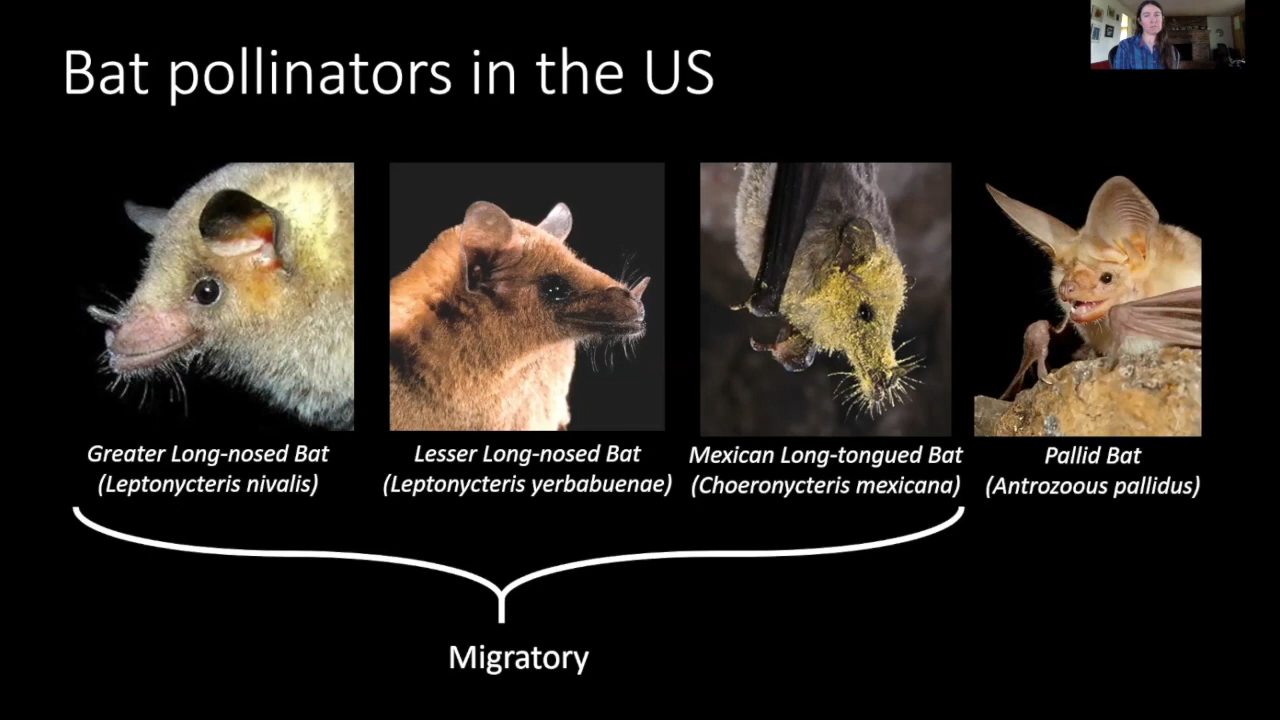 Bat pollinators in the US
Greater Long-nosed Bat
(Leptonycteris nivalis)
Lesser Long-nosed Bat
(Leptonycteris yerbabuenae)
Mexican Long-tongued Bat
(Choeronycteris mexicana)
Pallid Bat
(Antrozoous pallidus)
Migratory